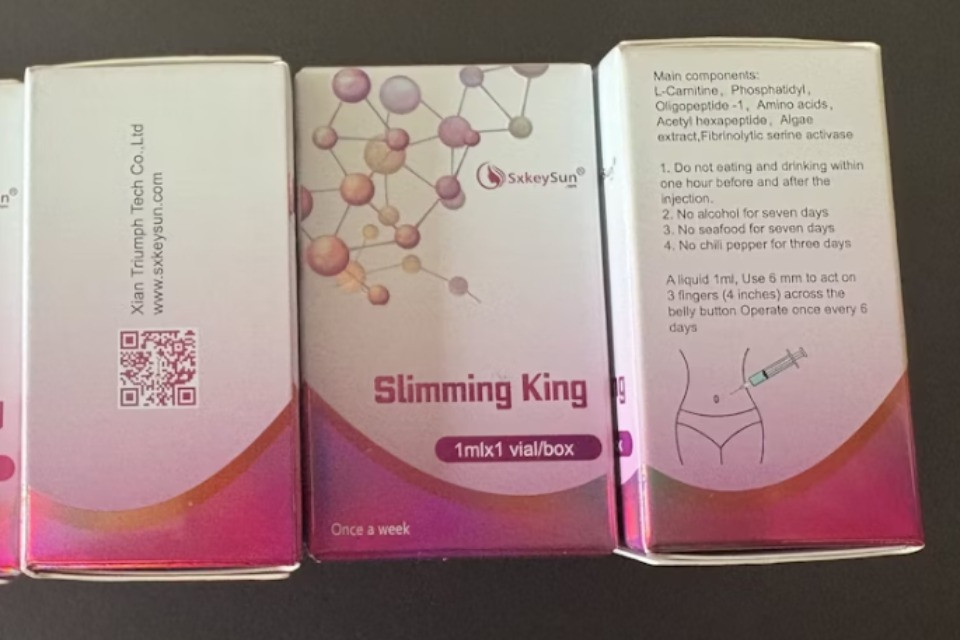 n®
Xian Triumph Tech Co.,Ltd
www.sxkeysun.com
SxkeySun®
.com
Slimming King
1mlx1 vial/box
Once a week
Main components:
L-Carnitine, Phosphatidyl,
Oligopeptide -1, Amino acids,
Acetyl hexapeptide, Algae
extract,Fibrinolytic serine activase
1. Do not eating and drinking within
one hour before and after the
injection.
2. No alcohol for seven days
3. No seafood for seven days
4. No chili pepper for three days
A liquid 1ml, Use 6 mm to act on
3 fingers (4 inches) across the
belly button Operate once every 6
days